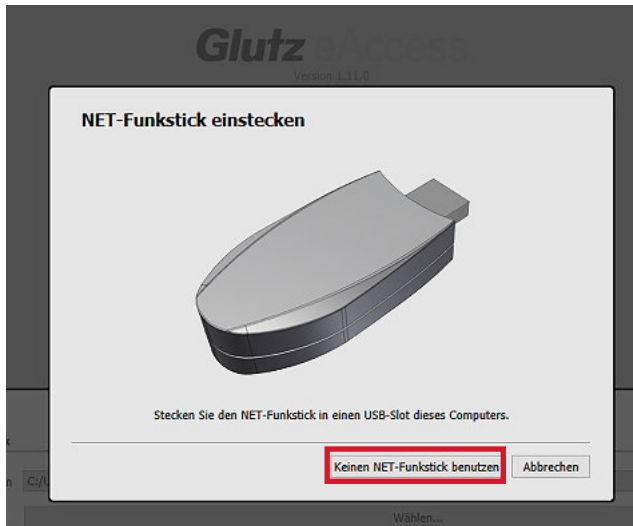 Glutz eAccess
Version 1.11.0
NET-Funkstick einstecken
Stecken Sie den NET-Funkstick in einen USB-Slot dieses Computers.
Keinen NET-Funkstick benutzen
Abbrechen
C:/
Wählen...